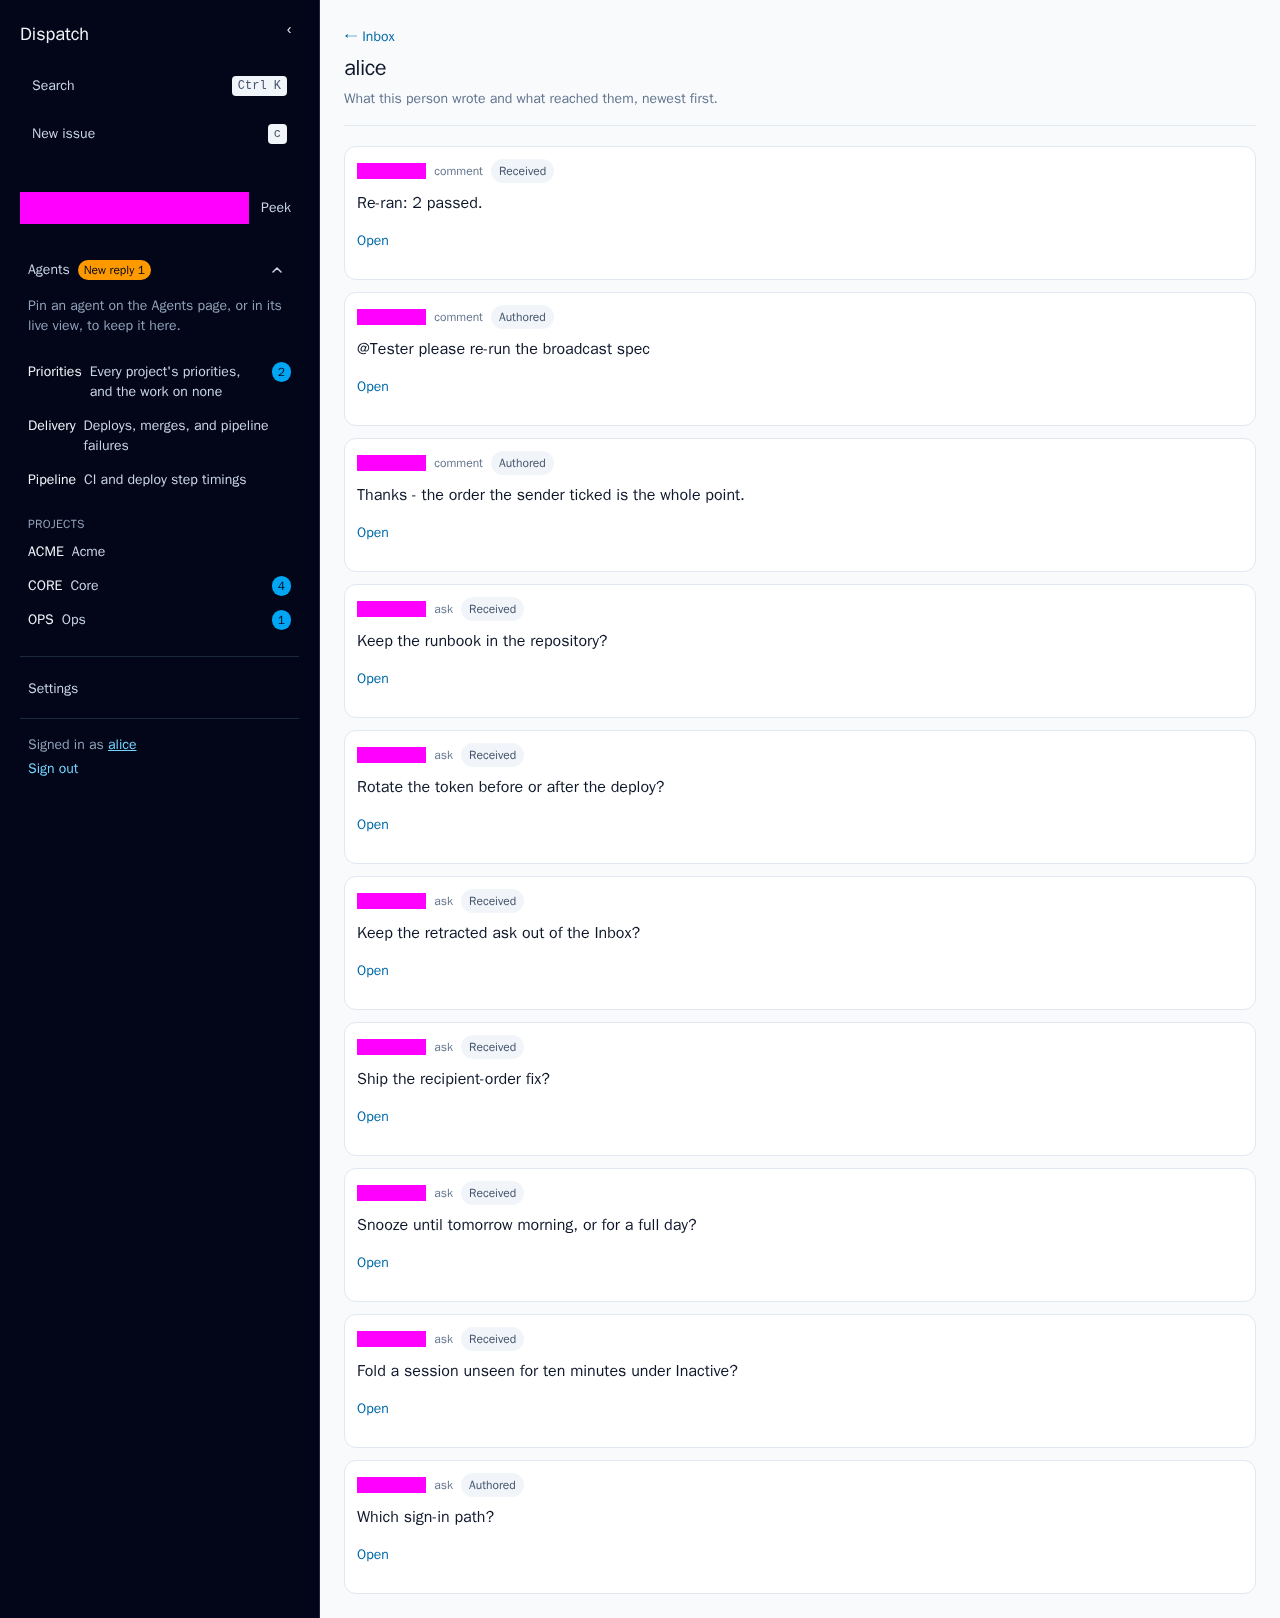 Dispatch
‹
Search
Ctrl K
New issue
C
Peek
Agents
New reply 1
Pin an agent on the Agents page, or in its
live view, to keep it here.
Priorities
Every project's priorities,
and the work on none
2
Delivery
Deploys, merges, and pipeline
failures
Pipeline
CI and deploy step timings
PROJECTS
ACME Acme
CORE Core
4
OPS Ops
1
Settings
Signed in as alice
Sign out
← Inbox
alice
What this person wrote and what reached them, newest first.
comment Received
Re-ran: 2 passed.
Open
comment Authored
@Tester please re-run the broadcast spec
Open
comment Authored
Thanks - the order the sender ticked is the whole point.
Open
ask Received
Keep the runbook in the repository?
Open
ask Received
Rotate the token before or after the deploy?
Open
ask Received
Keep the retracted ask out of the Inbox?
Open
ask Received
Ship the recipient-order fix?
Open
ask Received
Snooze until tomorrow morning, or for a full day?
Open
ask Received
Fold a session unseen for ten minutes under Inactive?
Open
ask Authored
Which sign-in path?
Open